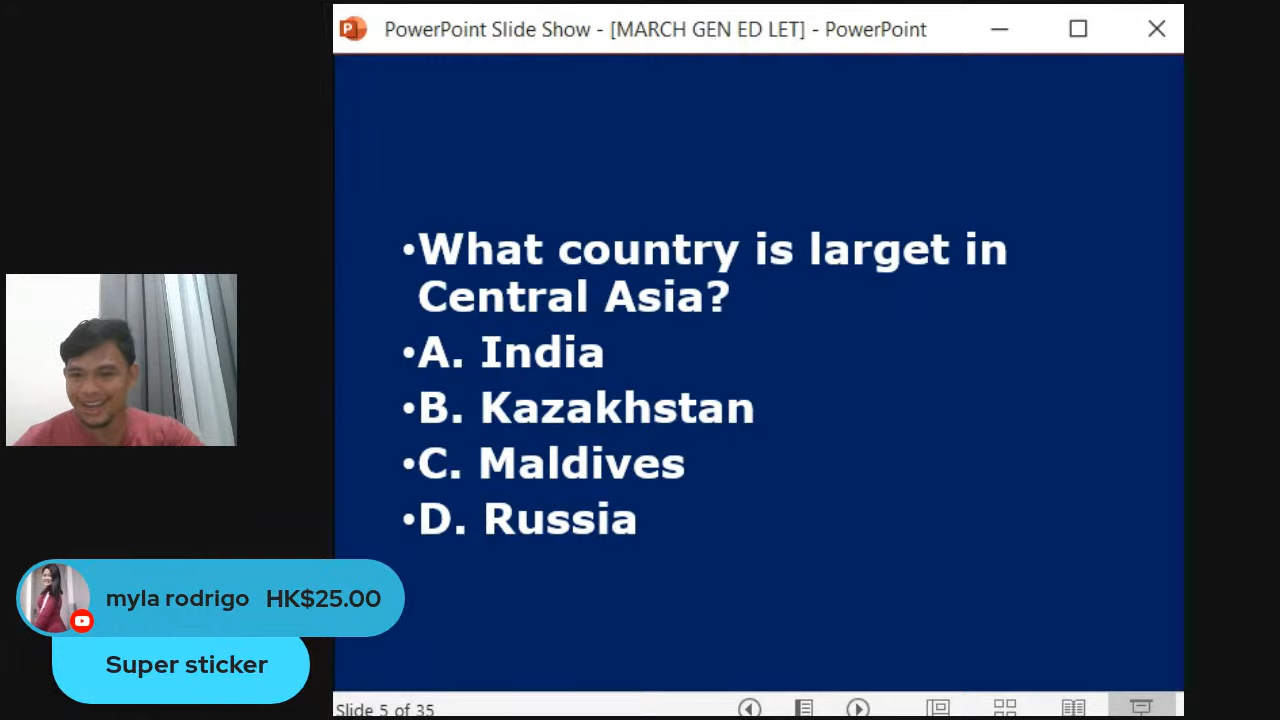 PowerPoint Slide Show - [MARCH GEN ED LET] - PowerPoint
•What country is larget in
Central Asia?
•A. India
•B. Kazakhstan
•C. Maldives
•D. Russia
myla rodrigo HK$25.00
Super sticker
Slide 5 of 35